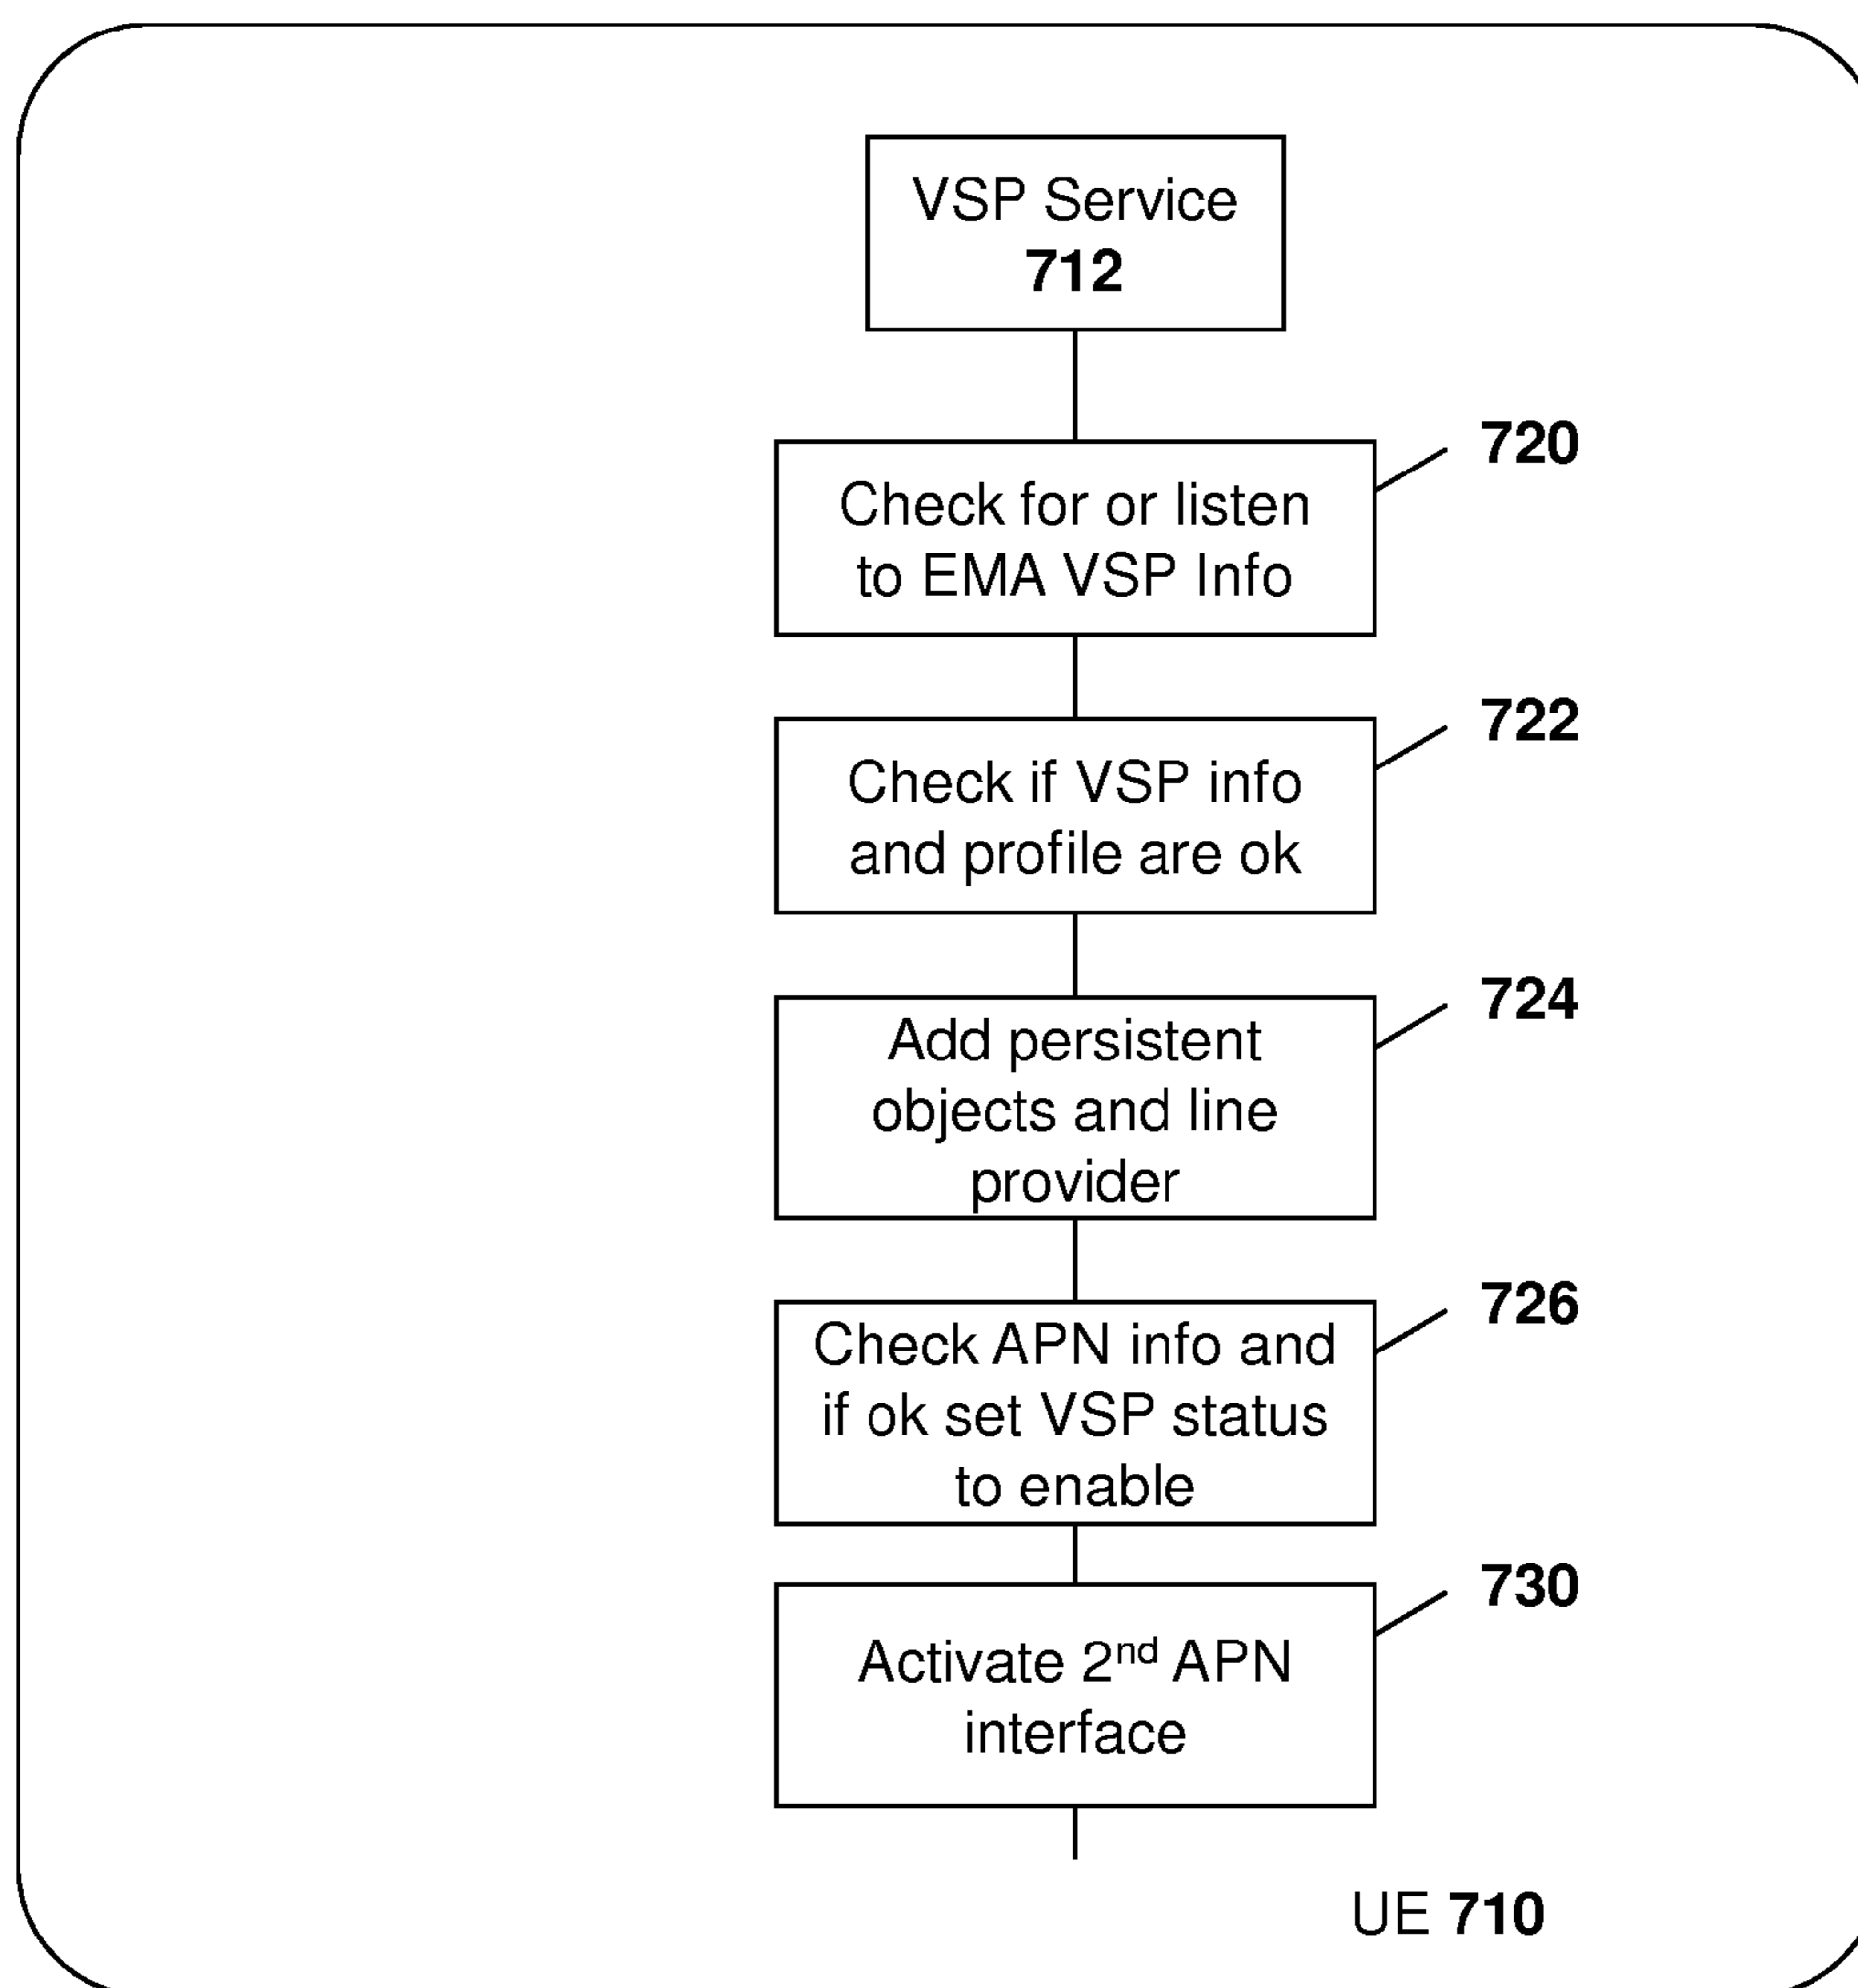 VSP Service
712
720
Check for or listen
to EMA VSP Info
722
Check if VSP info
and profile are ok
724
Add persistent
objects and line
provider
726
Check APN info and
if ok set VSP status
to enable
730
Activate 2nd APN
interface
UE 710